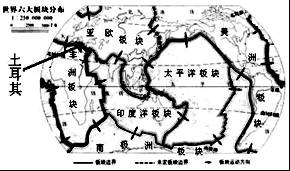 世界六大板块分布
1:250 000 000
土耳其
亚欧板块
美洲板块
非洲板块
太平洋板块
印度洋板块
南极洲板块
板块边界
未定板块边界
板块运动方向